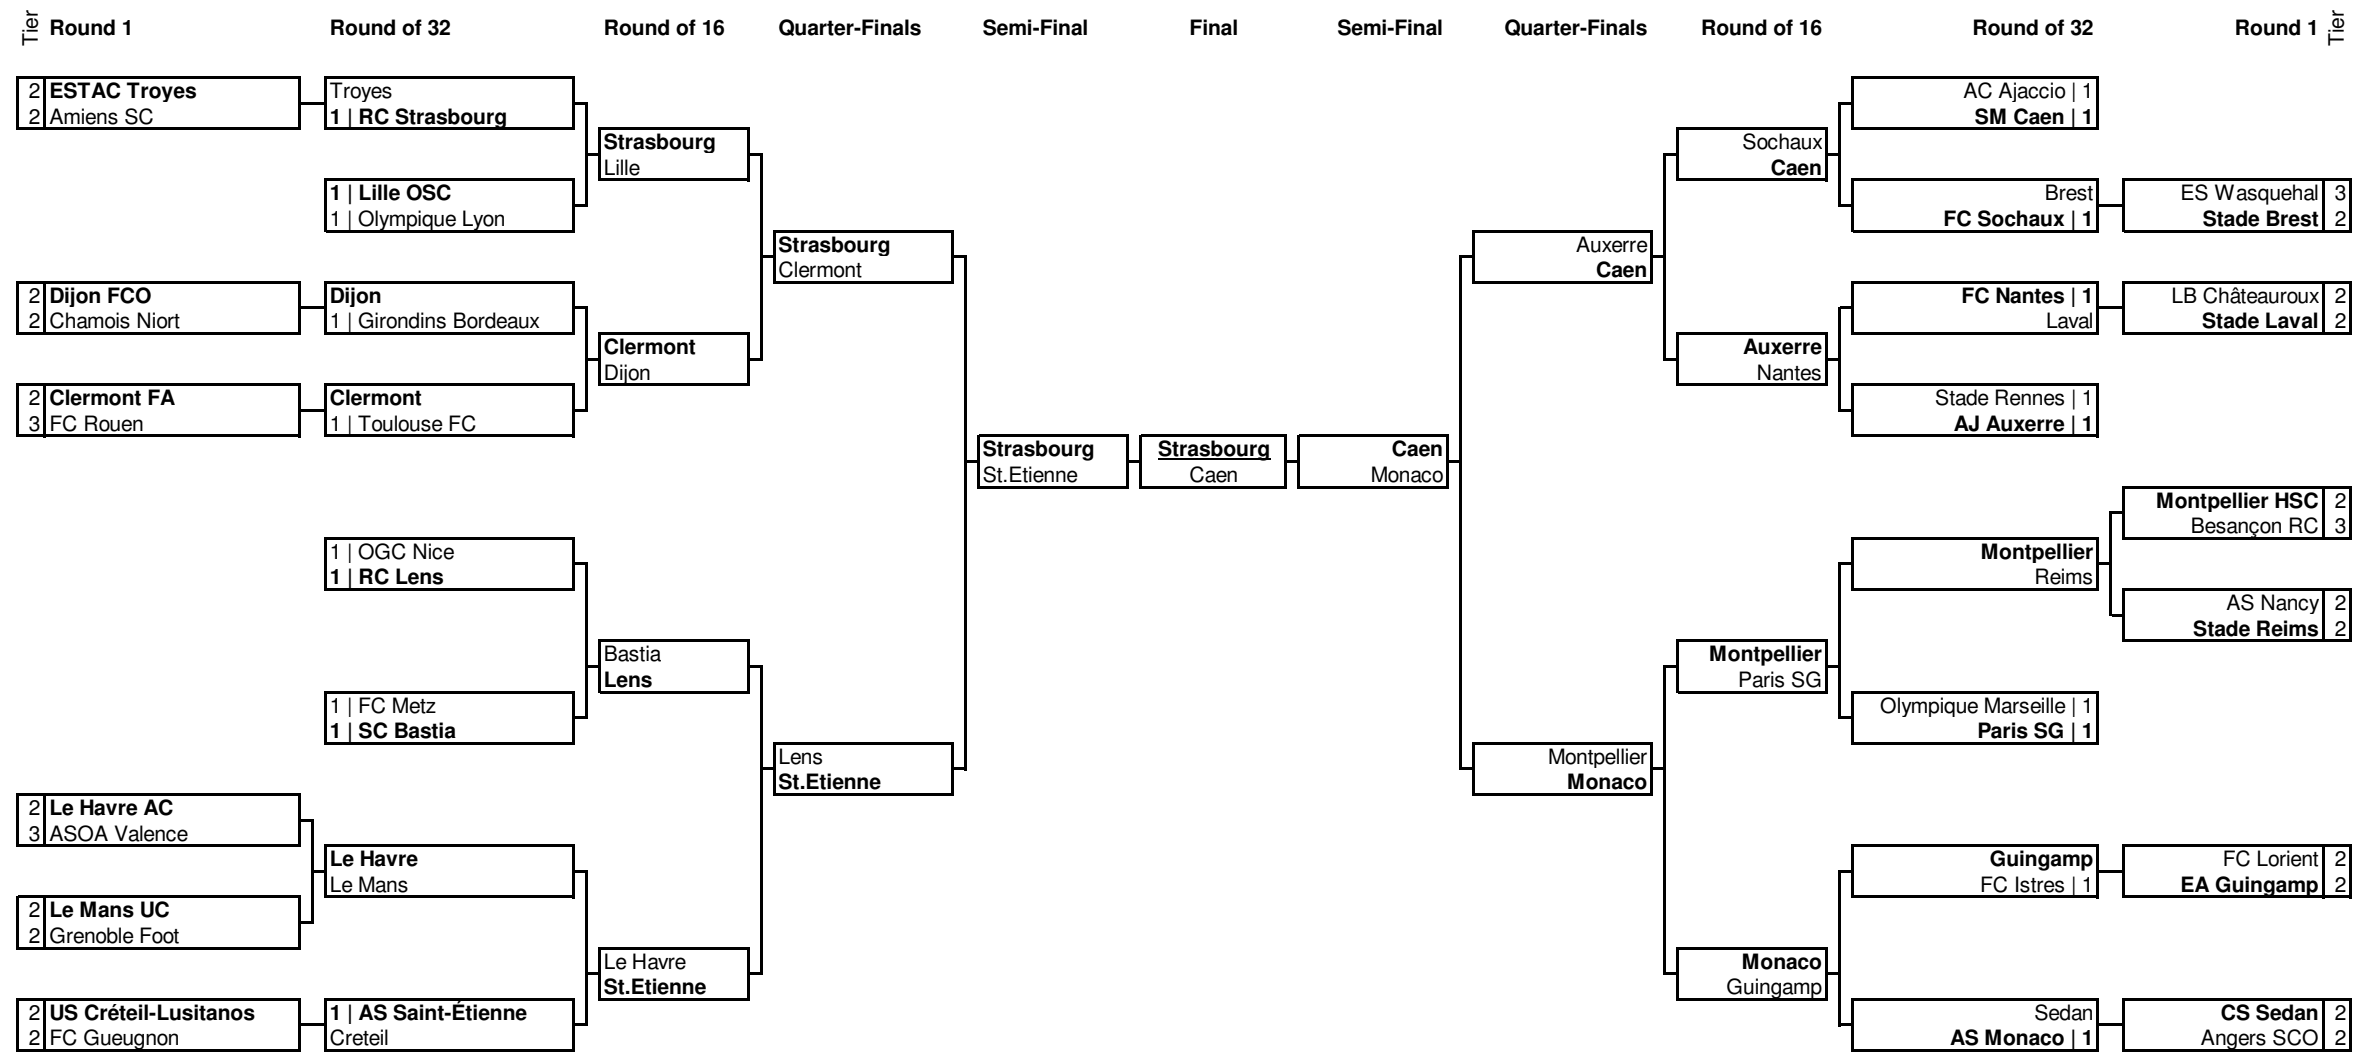 Tier Round 1 Round of 32 Round of 16 Quarter-Finals Semi-Final Final Semi-Final Quarter-Finals Round of 16 Round of 32 Round 1 Tier
2 ESTAC Troyes
2 Amiens SC
Troyes
1 | RC Strasbourg
Strasbourg
Lille
1 | Lille OSC
1 | Olympique Lyon
Strasbourg
Clermont
2 Dijon FCO
2 Chamois Niort
Dijon
1 | Girondins Bordeaux
Clermont
Dijon
2 Clermont FA
3 FC Rouen
Clermont
1 | Toulouse FC
Strasbourg
St.Etienne
1 | OGC Nice
1 | RC Lens
Bastia
Lens
1 | FC Metz
1 | SC Bastia
Lens
St.Etienne
2 Le Havre AC
3 ASOA Valence
Le Havre
Le Mans
2 Le Mans UC
2 Grenoble Foot
Le Havre
St.Etienne
2 US Créteil-Lusitanos
2 FC Gueugnon
1 | AS Saint-Étienne
Creteil
Strasbourg
Caen
Caen
Monaco
Auxerre
Caen
Sochaux
Caen
AC Ajaccio | 1
SM Caen | 1
Brest
FC Sochaux | 1
ES Wasquehal 3
Stade Brest 2
Auxerre
Nantes
FC Nantes | 1
Laval
LB Châteauroux 2
Stade Laval 2
Stade Rennes | 1
AJ Auxerre | 1
Montpellier
Monaco
Montpellier
Paris SG
Montpellier
Reims
Montpellier HSC 2
Besançon RC 3
AS Nancy 2
Stade Reims 2
Olympique Marseille | 1
Paris SG | 1
Monaco
Guingamp
Guingamp
FC Istres | 1
FC Lorient 2
EA Guingamp 2
Sedan
AS Monaco | 1
CS Sedan 2
Angers SCO 2